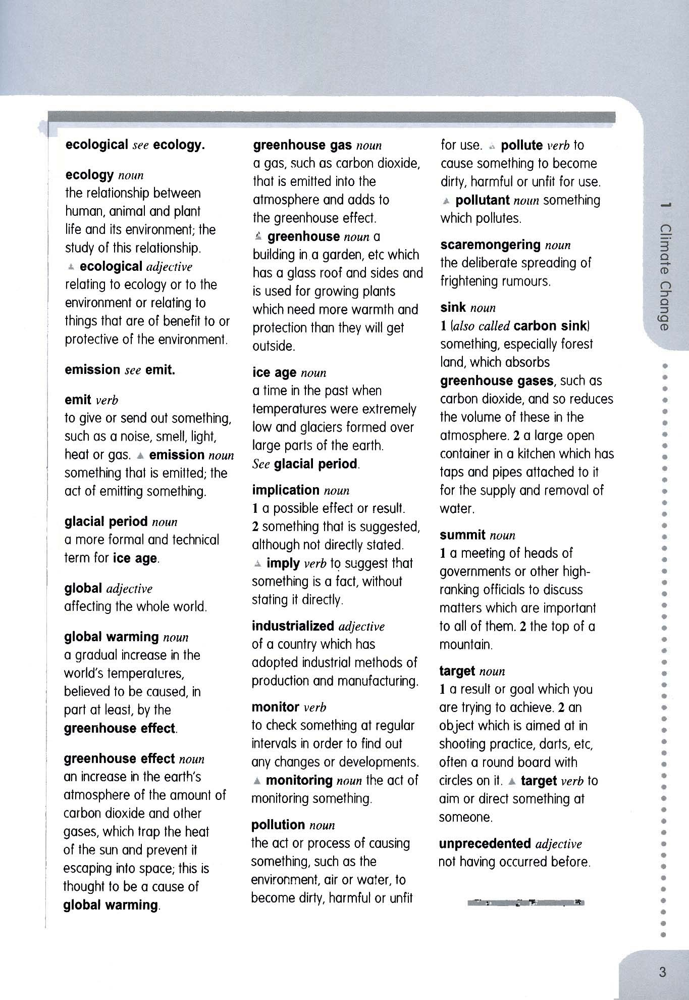 ecological see ecology.
ecology noun
the relationship between
human, animal and plant
life and its environment; the
study of this relationship.
▲ ecological adjective
relating to ecology or to the
environment or relating to
things that are of benefit to or
protective of the environment.
emission see emit.
emit verb
to give or send out something,
such as a noise, smell, light,
heat or gas. ▲ emission noun
something that is emitted; the
act of emitting something.
glacial period noun
a more formal and technical
term for ice age.
global adjective
affecting the whole world.
global warming noun
a gradual increase in the
world's temperatures,
believed to be caused, in
part at least, by the
greenhouse effect.
greenhouse effect noun
an increase in the earth's
atmosphere of the amount of
carbon dioxide and other
gases, which trap the heat
of the sun and prevent it
escaping into space; this is
thought to be a cause of
global warming.
greenhouse gas noun
a gas, such as carbon dioxide,
that is emitted into the
atmosphere and adds to
the greenhouse effect.
▲ greenhouse noun a
building in a garden, etc which
has a glass roof and sides and
is used for growing plants
which need more warmth and
protection than they will get
outside.
ice age noun
a time in the past when
temperatures were extremely
low and glaciers formed over
large parts of the earth.
See glacial period.
implication noun
1 a possible effect or result.
2 something that is suggested,
although not directly stated.
▲ imply verb to suggest that
something is a fact, without
stating it directly.
industrialized adjective
of a country which has
adopted industrial methods of
production and manufacturing.
monitor verb
to check something at regular
intervals in order to find out
any changes or developments.
▲ monitoring noun the act of
monitoring something.
pollution noun
the act or process of causing
something, such as the
environment, air or water, to
become dirty, harmful or unfit
for use. ▲ pollute verb to
cause something to become
dirty, harmful or unfit for use.
▲ pollutant noun something
which pollutes.
scaremongering noun
the deliberate spreading of
frightening rumours.
sink noun
1 (also called carbon sink)
something, especially forest
land, which absorbs
greenhouse gases, such as
carbon dioxide, and so reduces
the volume of these in the
atmosphere. 2 a large open
container in a kitchen which has
taps and pipes attached to it
for the supply and removal of
water.
summit noun
1 a meeting of heads of
governments or other high-
ranking officials to discuss
matters which are important
to all of them. 2 the top of a
mountain.
target noun
1 a result or goal which you
are trying to achieve. 2 an
object which is aimed at in
shooting practice, darts, etc,
often a round board with
circles on it. ▲ target verb to
aim or direct something at
someone.
unprecedented adjective
not having occurred before.
1 Climate Change
3